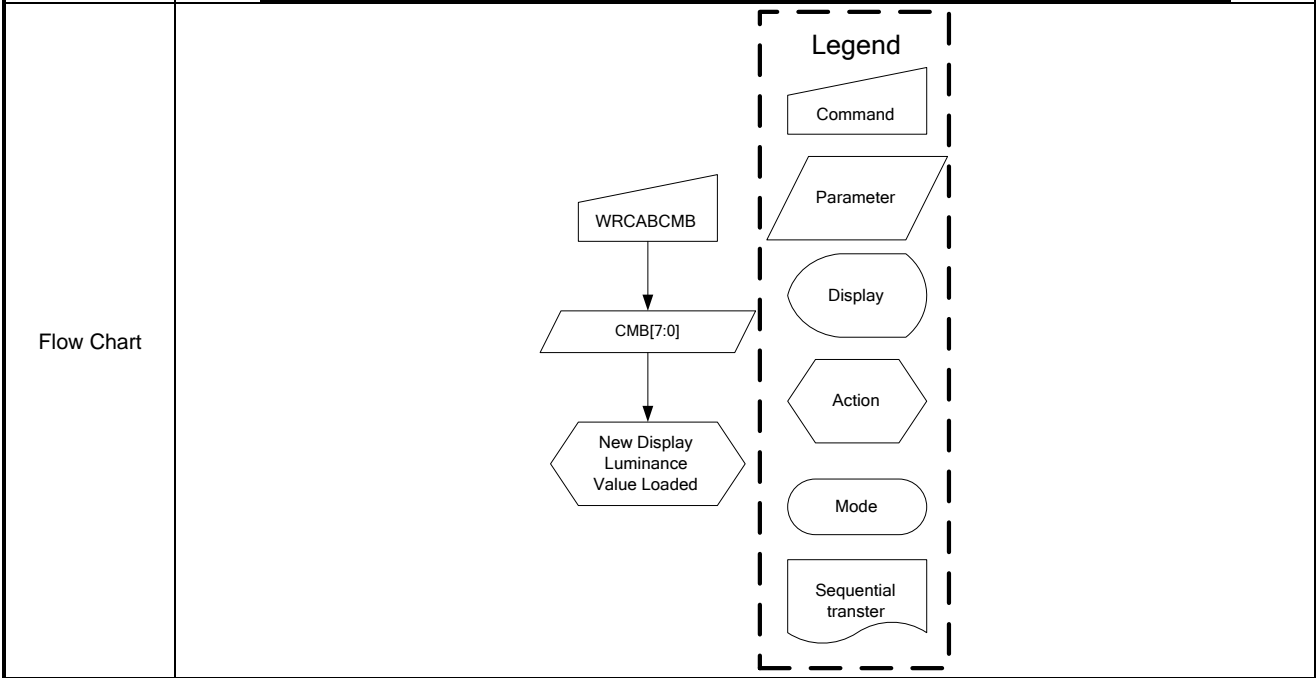 Flow Chart
WRCABCMB
CMB[7:0]
New Display
Luminance
Value Loaded
Legend
Command
Parameter
Display
Action
Mode
Sequential
transter